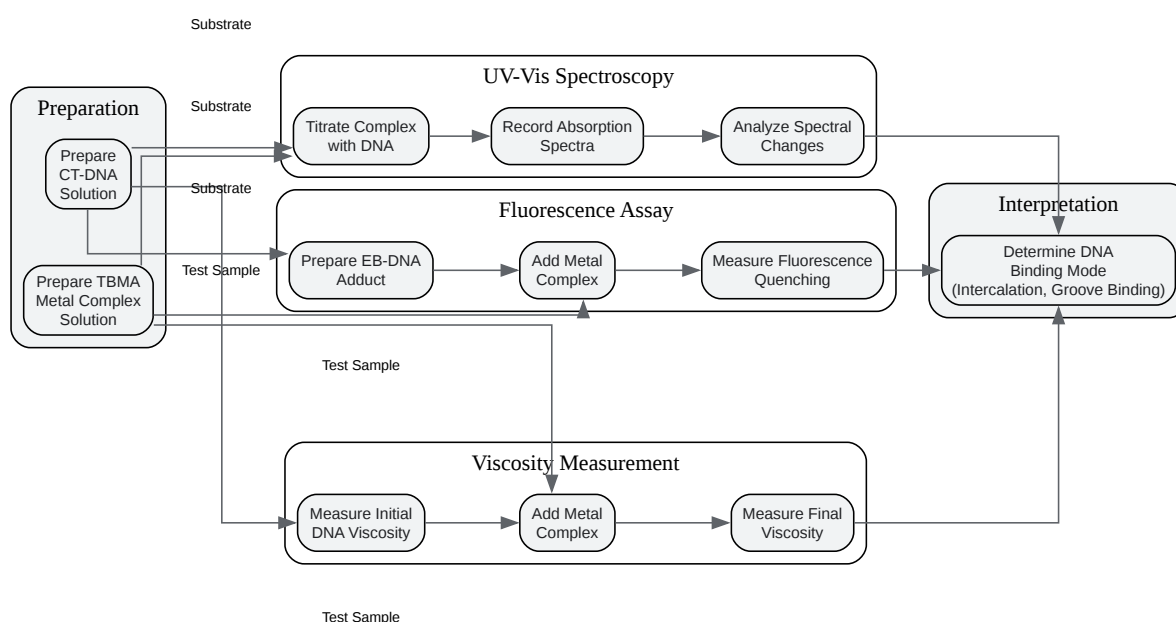 Substrate
UV-Vis Spectroscopy
Preparation
Substrate
Titrate Complex
with DNA
Record Absorption
Spectra
Analyze Spectral
Changes
Prepare
CT-DNA
Solution
Substrate
Fluorescence Assay
Interpretation
Test Sample
Prepare EB-DNA
Adduct
Add Metal
Complex
Measure Fluorescence
Quenching
Determine DNA
Binding Mode
(Intercalation, Groove Binding)
Prepare TBMA
Metal Complex
Solution
Test Sample
Viscosity Measurement
Measure Initial
DNA Viscosity
Add Metal
Complex
Measure Final
Viscosity
Test Sample